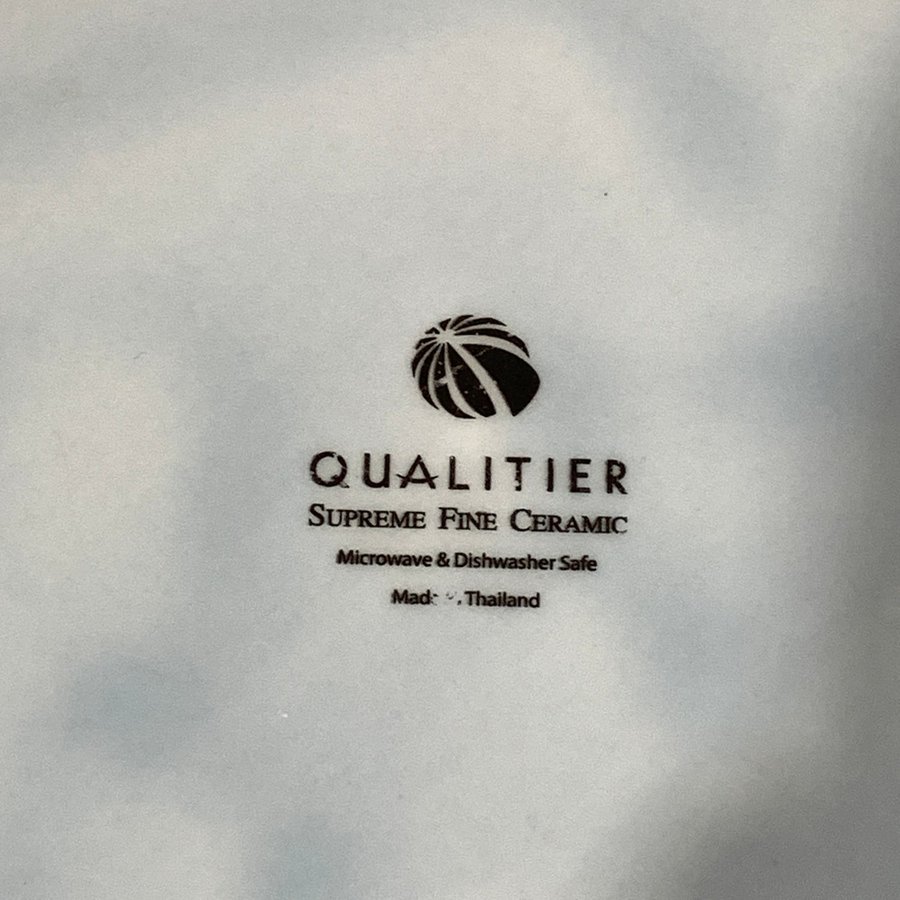 QUALITIER
SUPREME FINE CERAMIC
Microwave & Dishwasher Safe
Thailand